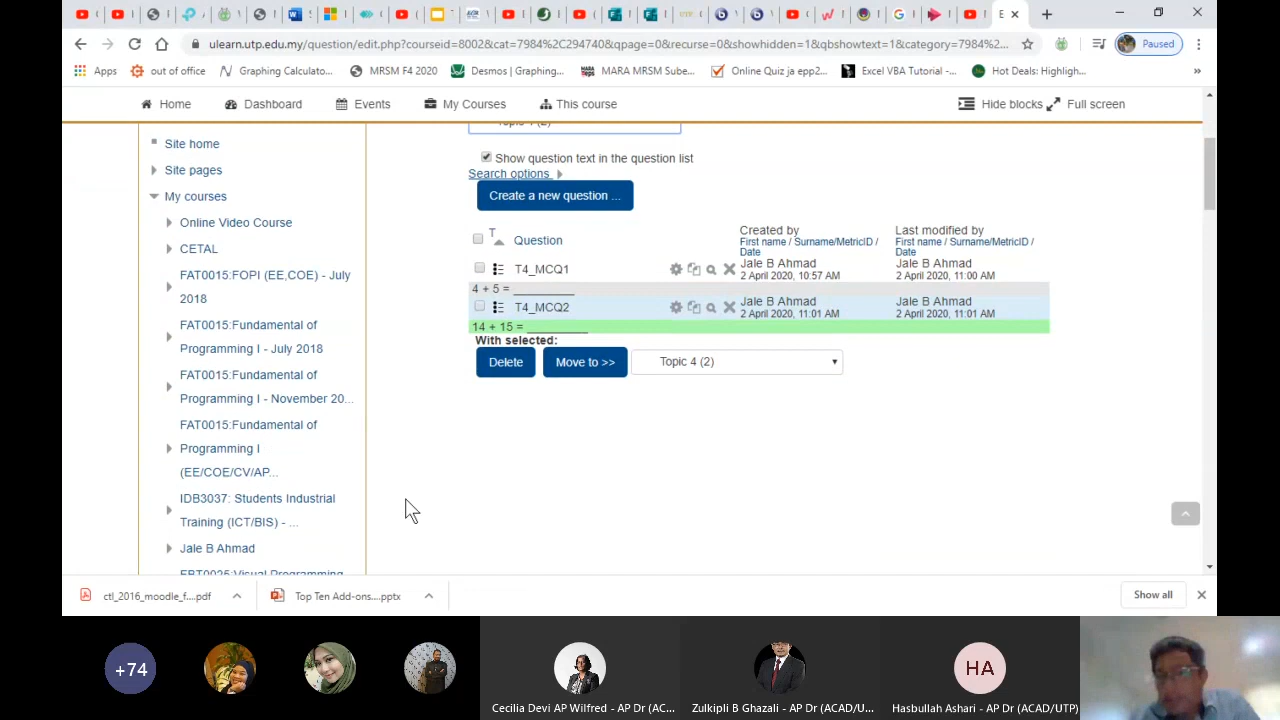 ulearn.utp.edu.my/question/edit.php?courseid=8002&cat=7984%2C294740&qpage=0&recurse=0&showhidden=1&qbshowtext=1&category=7984%2...
Paused
Apps
out of office
Graphing Calculato...
MRSM F4 2020
Desmos | Graphing...
MARA MRSM Sube...
Online Quiz ja epp2...
Excel VBA Tutorial -...
Hot Deals: Highligh...
»
Home
Dashboard
Events
My Courses
This course
Hide blocks
Full screen
Site home
Site pages
My courses
Online Video Course
CETAL
FAT0015:FOPI (EE,COE) - July
2018
FAT0015:Fundamental of
Programming I - July 2018
FAT0015:Fundamental of
Programming I - November 20...
FAT0015:Fundamental of
Programming I
(EE/COE/CV/AP...
IDB3037: Students Industrial
Training (ICT/BIS) - ...
Jale B Ahmad
Show question text in the question list
Search options
Create a new question ...
T
Question
Created by
First name / Surname/MetricID /
Date
Last modified by
First name / Surname/MetricID /
Date
T4_MCQ1
Jale B Ahmad
2 April 2020, 10:57 AM
Jale B Ahmad
2 April 2020, 11:00 AM
4 + 5 = _________
T4_MCQ2
Jale B Ahmad
2 April 2020, 11:01 AM
Jale B Ahmad
2 April 2020, 11:01 AM
14 + 15 = _________
With selected:
Delete
Move to >>
Topic 4 (2)
ctl_2016_moodle_f....pdf
Top Ten Add-ons....pptx
Show all
+74
HA
Cecilia Devi AP Wilfred - AP Dr (AC...
Zulkipli B Ghazali - AP Dr (ACAD/U...
Hasbullah Ashari - AP Dr (ACAD/UTP)